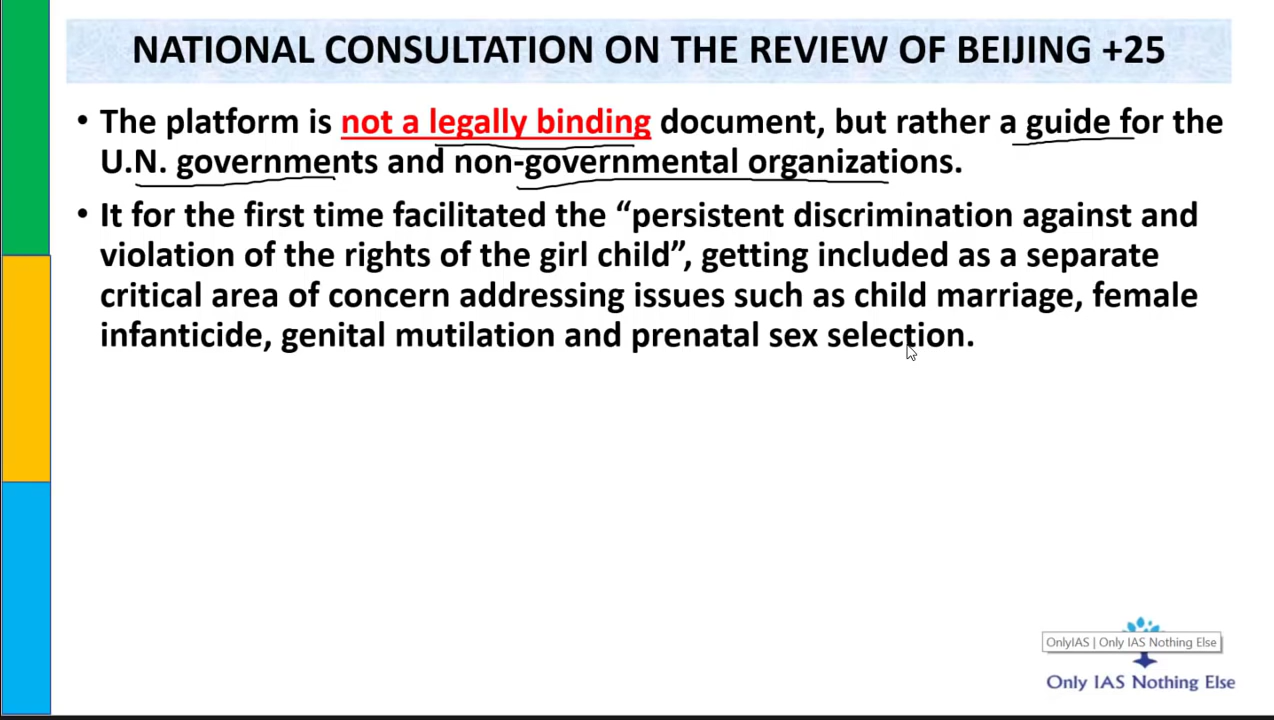 NATIONAL CONSULTATION ON THE REVIEW OF BEIJING +25
• The platform is not a legally binding document, but rather a guide for the
U.N. governments and non-governmental organizations.
• It for the first time facilitated the “persistent discrimination against and
violation of the rights of the girl child”, getting included as a separate
critical area of concern addressing issues such as child marriage, female
infanticide, genital mutilation and prenatal sex selection.
OnlyIAS | Only IAS Nothing Else
Only IAS Nothing Else